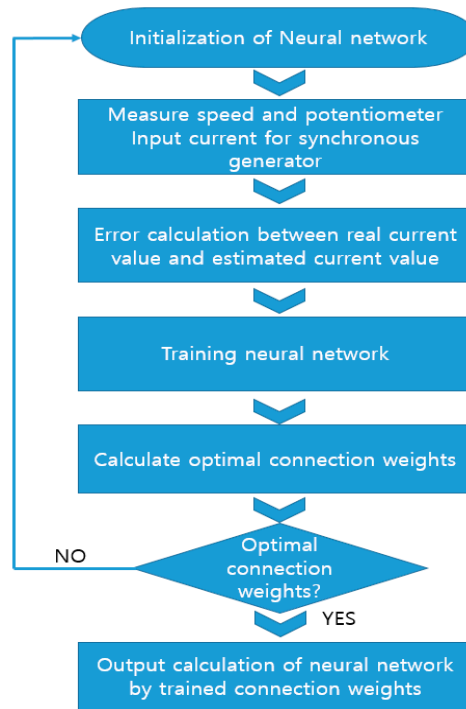 Initialization of Neural network
Measure speed and potentiometer
Input current for synchronous
generator
Error calculation between real current
value and estimated current value
Training neural network
Calculate optimal connection weights
Optimal
connection
weights?
NO
YES
Output calculation of neural network
by trained connection weights